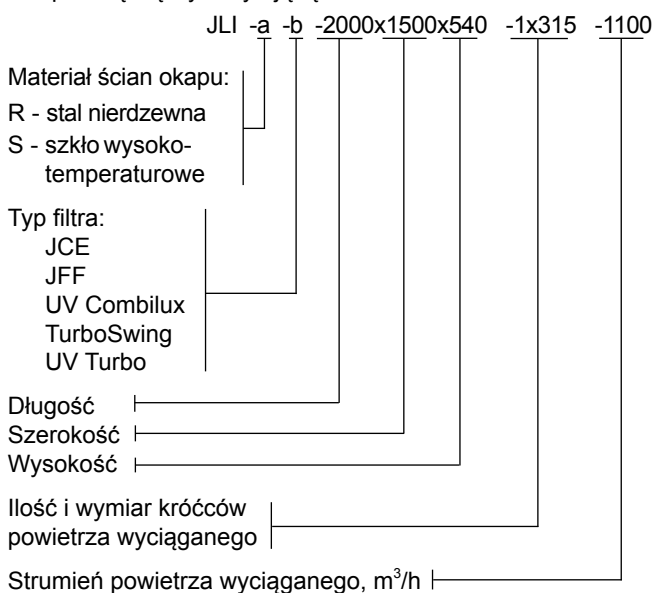 JLI -a -b -2000x1500x540 -1x315 -1100
Materiał ścian okapu:
R - stal nierdzewna
S - szkło wysoko-
temperaturowe
Typ filtra:
JCE
JFF
UV Combilux
TurboSwing
UV Turbo
Długość
Szerokość
Wysokość
Ilość i wymiar króćców
powietrza wyciąganego
Strumień powietrza wyciąganego, m³/h